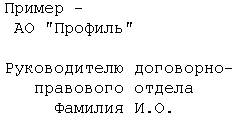 Пример -
АО "Профиль"
Руководителю договорно-
правового отдела
Фамилия И.О.